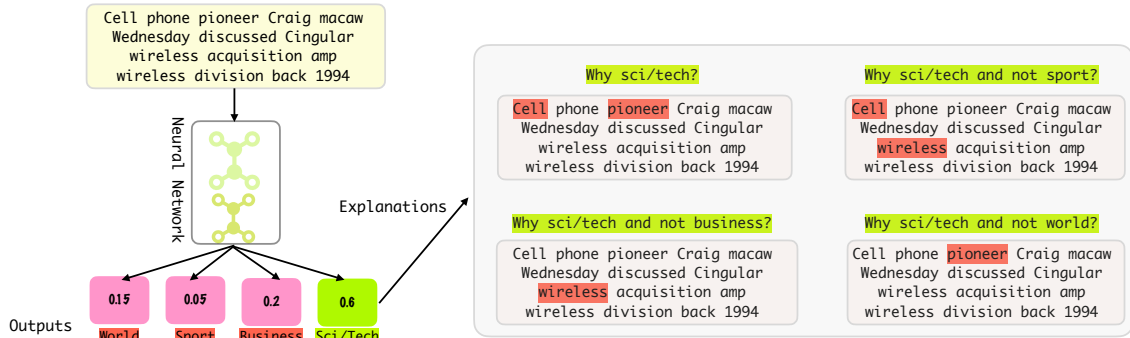 Cell phone pioneer Craig macaw
Wednesday discussed Cingular
wireless acquisition amp
wireless division back 1994
Neural Network
Explanations
Outputs
0.15
0.05
0.2
0.6
World
Sport
Business
Sci/Tech
Why sci/tech?
Cell phone pioneer Craig macaw
Wednesday discussed Cingular
wireless acquisition amp
wireless division back 1994
Why sci/tech and not sport?
Cell phone pioneer Craig macaw
Wednesday discussed Cingular
wireless acquisition amp
wireless division back 1994
Why sci/tech and not business?
Cell phone pioneer Craig macaw
Wednesday discussed Cingular
wireless acquisition amp
wireless division back 1994
Why sci/tech and not world?
Cell phone pioneer Craig macaw
Wednesday discussed Cingular
wireless acquisition amp
wireless division back 1994